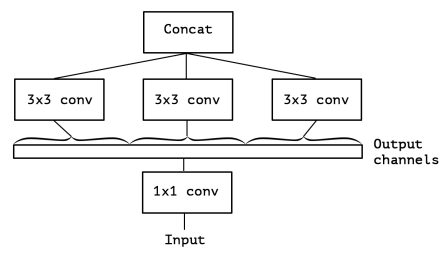 Concat
3x3 conv
3x3 conv
3x3 conv
Output
channels
1x1 conv
Input